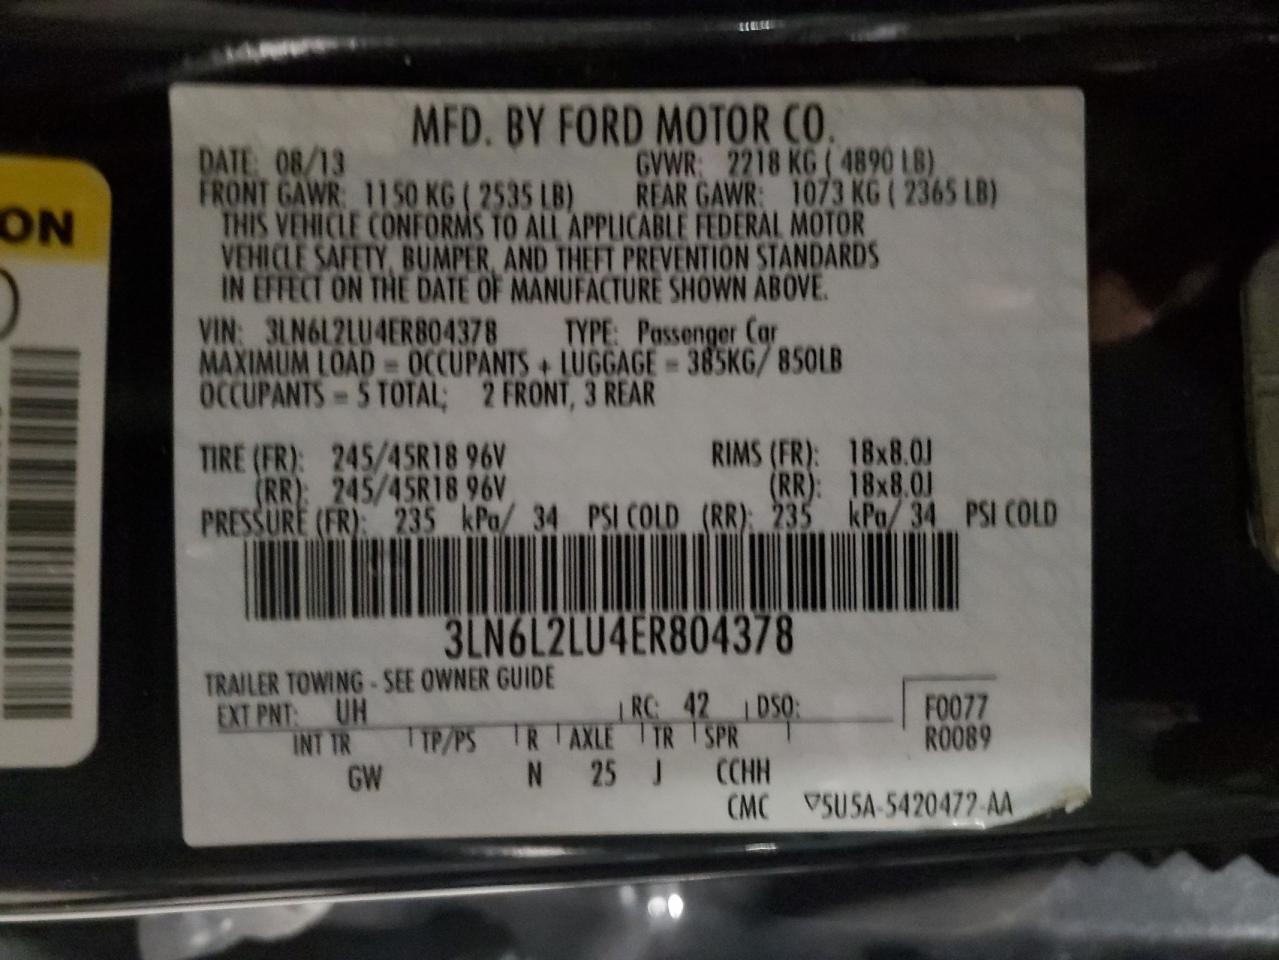 MFD. BY FORD MOTOR CO.
DATE: 08/13 GVWR: 2218 KG ( 4890 LB)
FRONT GAWR: 1150 KG ( 2535 LB) REAR GAWR: 1073 KG ( 2365 LB)
THIS VEHICLE CONFORMS TO ALL APPLICABLE FEDERAL MOTOR
VEHICLE SAFETY, BUMPER, AND THEFT PREVENTION STANDARDS
IN EFFECT ON THE DATE OF MANUFACTURE SHOWN ABOVE.
VIN: 3LN6L2LU4ER804378 TYPE: Passenger Car
MAXIMUM LOAD = OCCUPANTS + LUGGAGE = 385KG/ 850LB
OCCUPANTS = 5 TOTAL; 2 FRONT, 3 REAR
TIRE (FR): 245/45R18 96V RIMS (FR): 18x8.0J
(RR): 245/45R18 96V (RR): 18x8.0J
PRESSURE (FR): 235 kPa/ 34 PSI COLD (RR): 235 kPa/ 34 PSI COLD
3LN6L2LU4ER804378
TRAILER TOWING - SEE OWNER GUIDE
EXT PNT: UH RC: 42 DSO: F0077
INT TR TP/PS R AXLE TR SPR R0089
GW N 25 J CCHH
CMC ▽5U5A-5420472-AA
ON